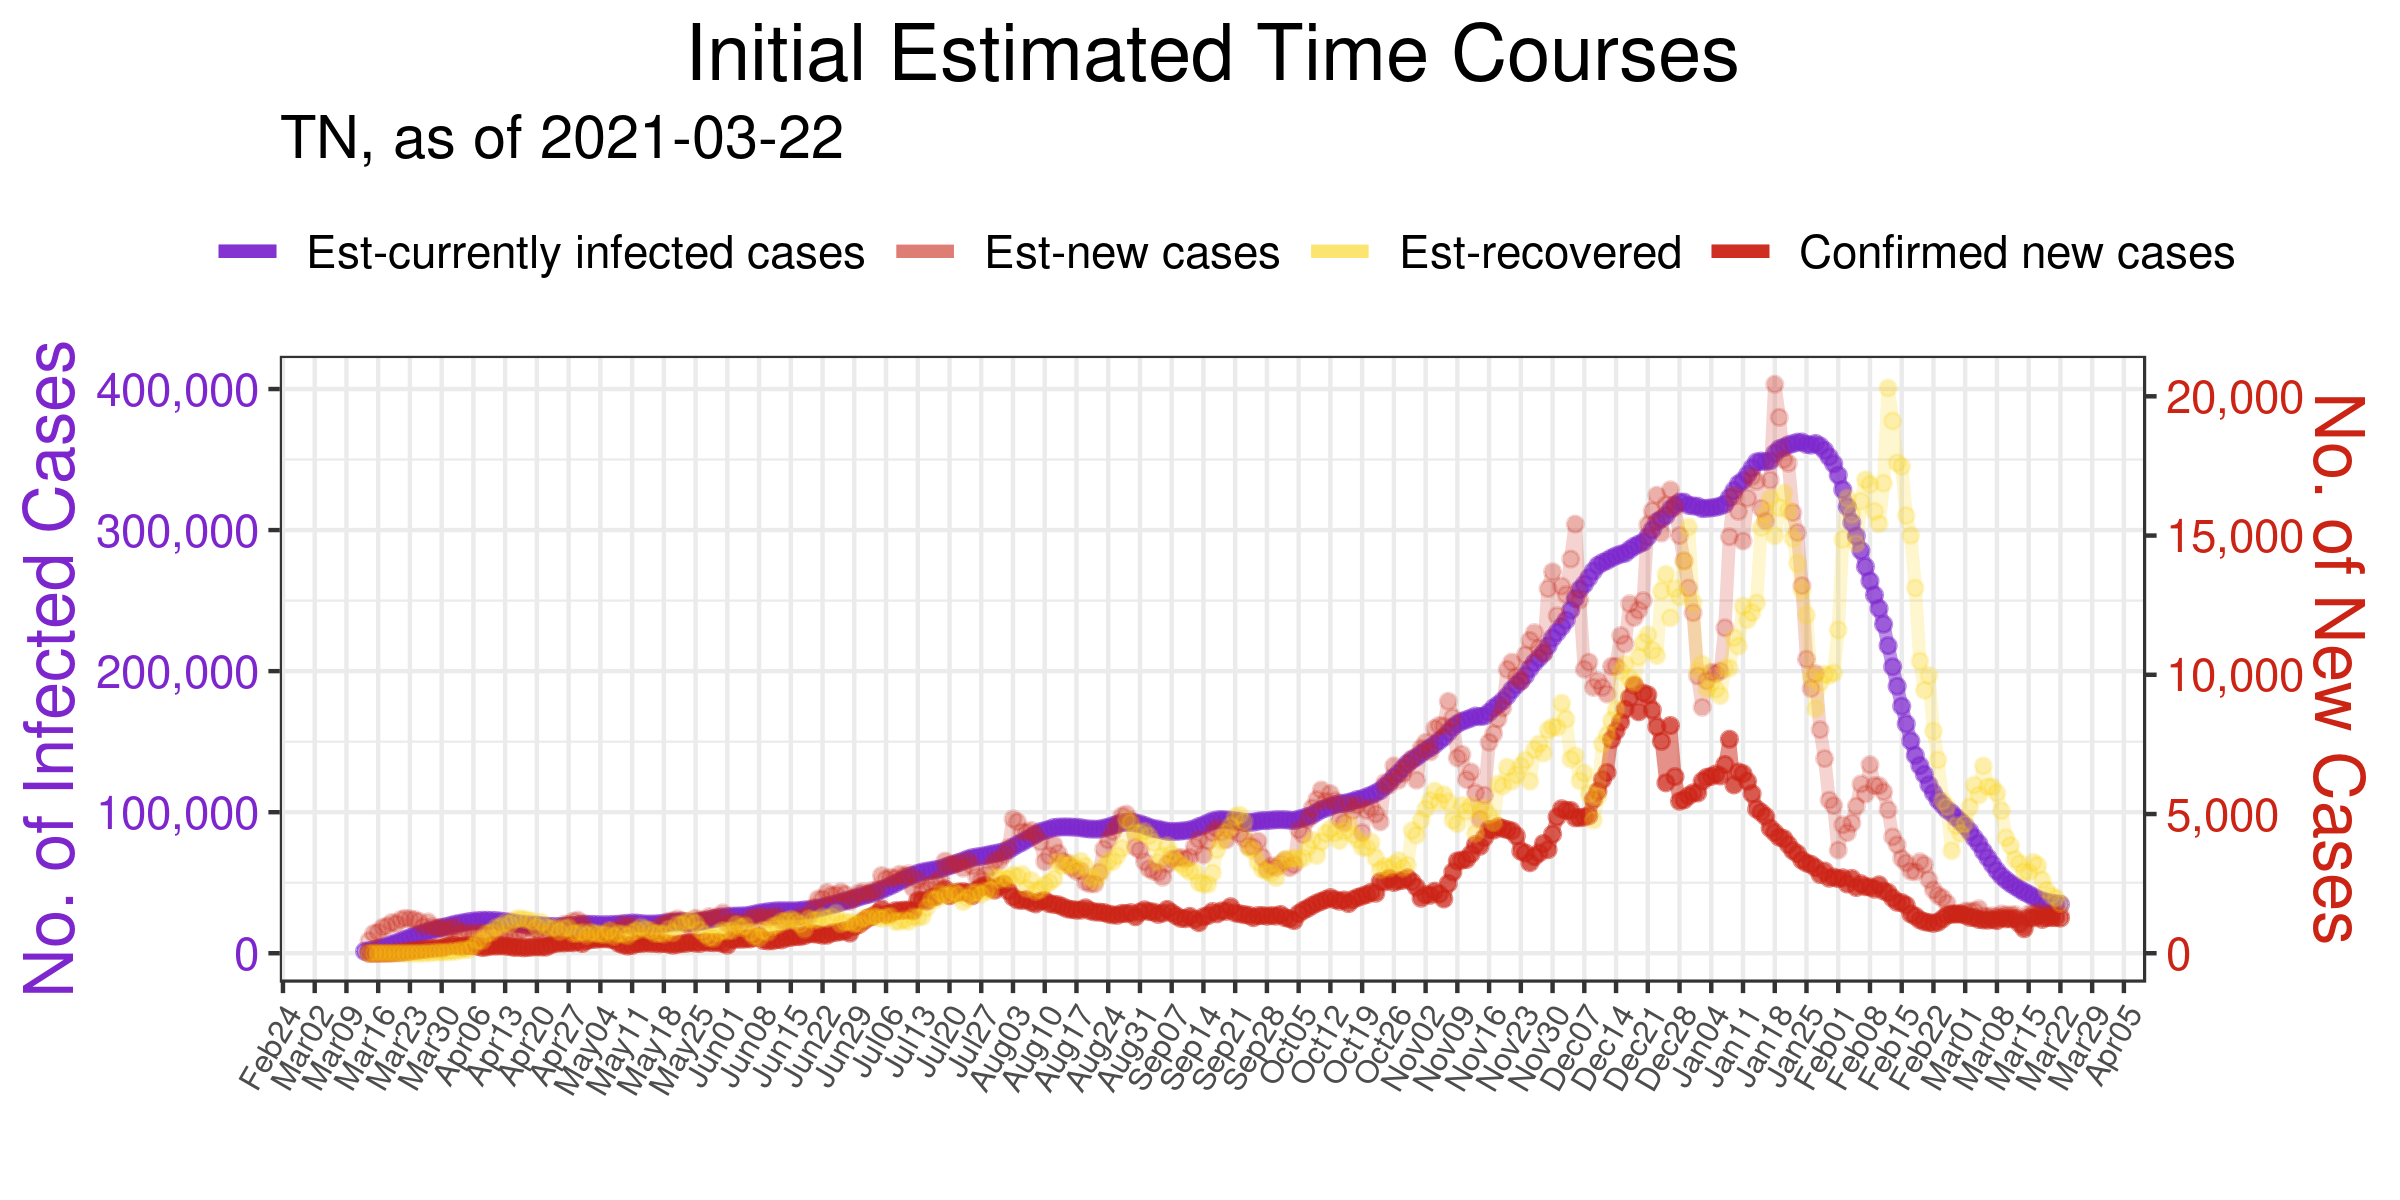 Initial Estimated Time Courses
TN, as of 2021-03-22
Est-currently infected cases Est-new cases Est-recovered Confirmed new cases
No. of Infected Cases
400,000
300,000
200,000
100,000
0
20,000
15,000
10,000
5,000
0
No. of New Cases
Feb24 Mar02 Mar09 Mar16 Mar23 Mar30 Apr06 Apr13 Apr20 Apr27 May04 May11 May18 May25 Jun01 Jun08 Jun15 Jun22 Jun29 Jul06 Jul13 Jul20 Jul27 Aug03 Aug10 Aug17 Aug24 Aug31 Sep07 Sep14 Sep21 Sep28 Oct05 Oct12 Oct19 Oct26 Nov02 Nov09 Nov16 Nov23 Nov30 Dec07 Dec14 Dec21 Dec28 Jan04 Jan11 Jan18 Jan25 Feb01 Feb08 Feb15 Feb22 Mar01 Mar08 Mar15 Mar22 Mar29 Apr05